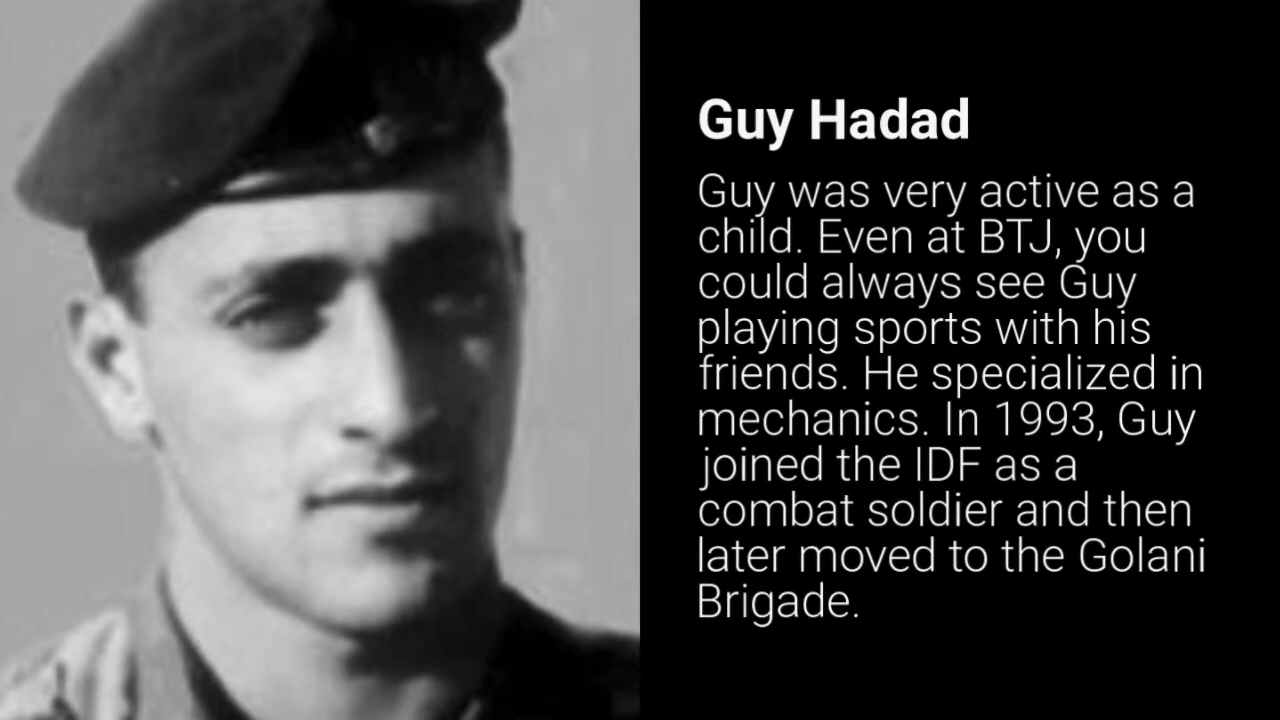 Guy Hadad
Guy was very active as a
child. Even at BTJ, you
could always see Guy
playing sports with his
friends. He specialized in
mechanics. In 1993, Guy
joined the IDF as a
combat soldier and then
later moved to the Golani
Brigade.